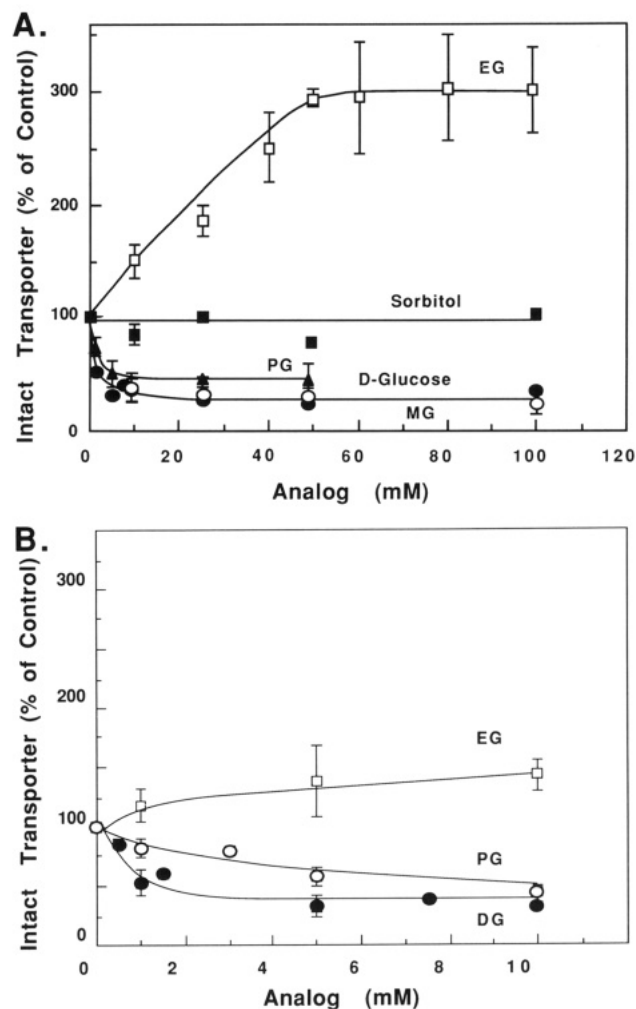 A.
Intact Transporter (% of Control)
300
200
100
0
EG
Sorbitol
PG
D-Glucose
MG
0 20 40 60 80 100 120
Analog (mM)
B.
Intact Transporter (% of Control)
300
200
100
0
EG
PG
DG
0 2 4 6 8 10
Analog (mM)